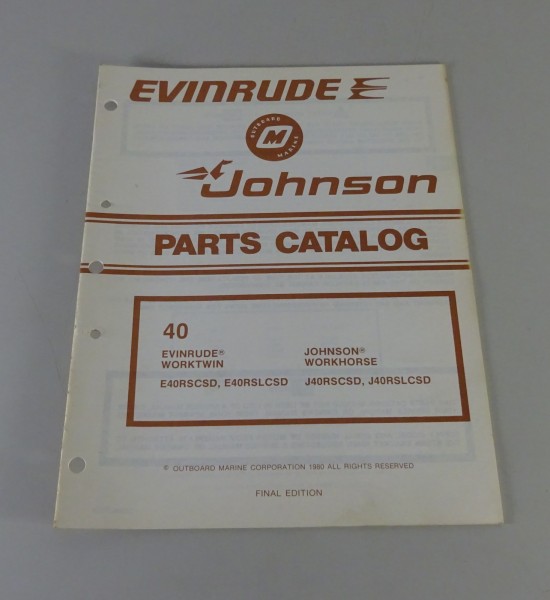 EVINRUDE
OUTBOARD
M
MARINE
Johnson
PARTS CATALOG
40
EVINRUDE® JOHNSON®
WORKTWIN WORKHORSE
E40RSCSD, E40RSLCSD J40RSCSD, J40RSLCSD
© OUTBOARD MARINE CORPORATION 1980 ALL RIGHTS RESERVED
FINAL EDITION